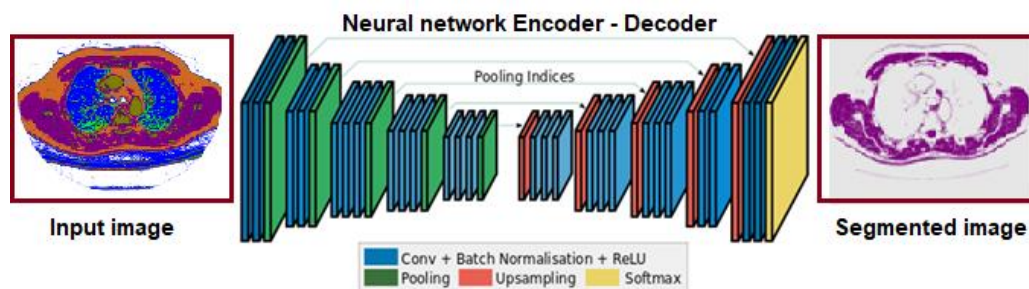 Neural network Encoder - Decoder
Pooling Indices
Input image
Segmented image
Conv + Batch Normalisation + ReLU
Pooling Upsampling Softmax